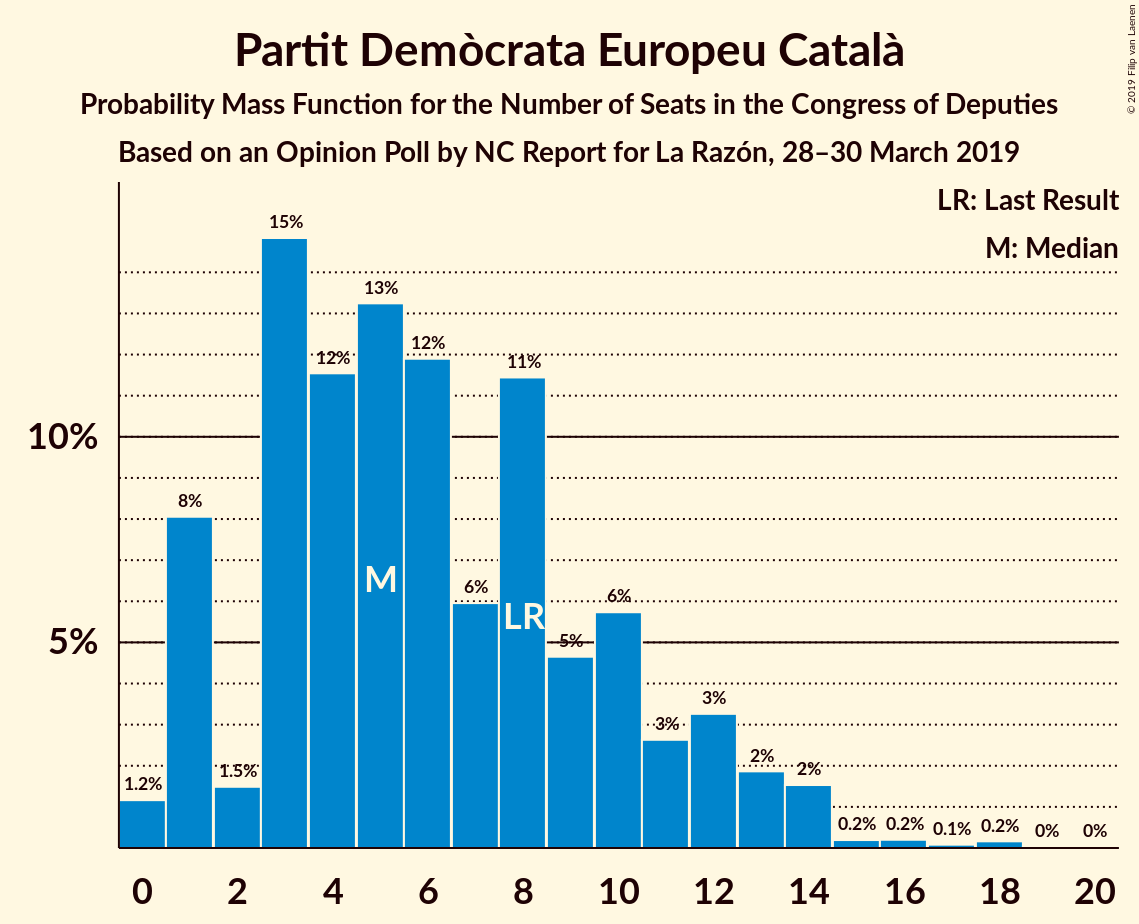 Partit Demòcrata Europeu Català
Probability Mass Function for the Number of Seats in the Congress of Deputies
Based on an Opinion Poll by NC Report for La Razón, 28–30 March 2019
© 2019 Filip van Laenen
LR: Last Result
M: Median
10%
5%
1.2%
8%
1.5%
15%
12%
13%
12%
6%
11%
5%
6%
3%
3%
2%
2%
0.2%
0.2%
0.1%
0.2%
0%
0%
M
LR
0 2 4 6 8 10 12 14 16 18 20